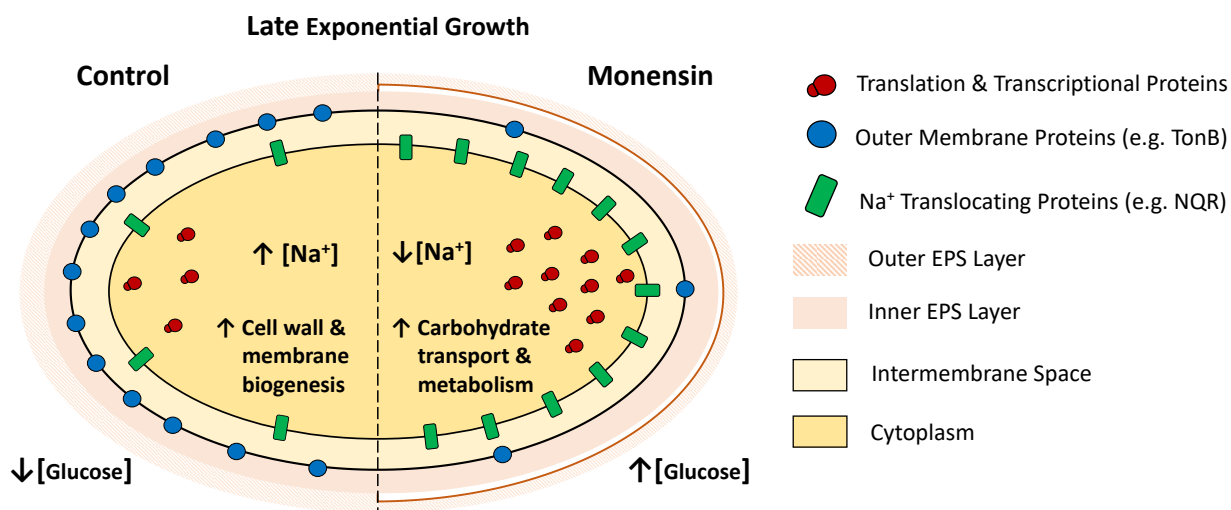 Late Exponential Growth
Control
Monensin
↑ [Na⁺]
↓[Na⁺]
↑ Cell wall &
membrane
biogenesis
↑ Carbohydrate
transport &
metabolism
↓[Glucose]
↑[Glucose]
Translation & Transcriptional Proteins
Outer Membrane Proteins (e.g. TonB)
Na⁺ Translocating Proteins (e.g. NQR)
Outer EPS Layer
Inner EPS Layer
Intermembrane Space
Cytoplasm